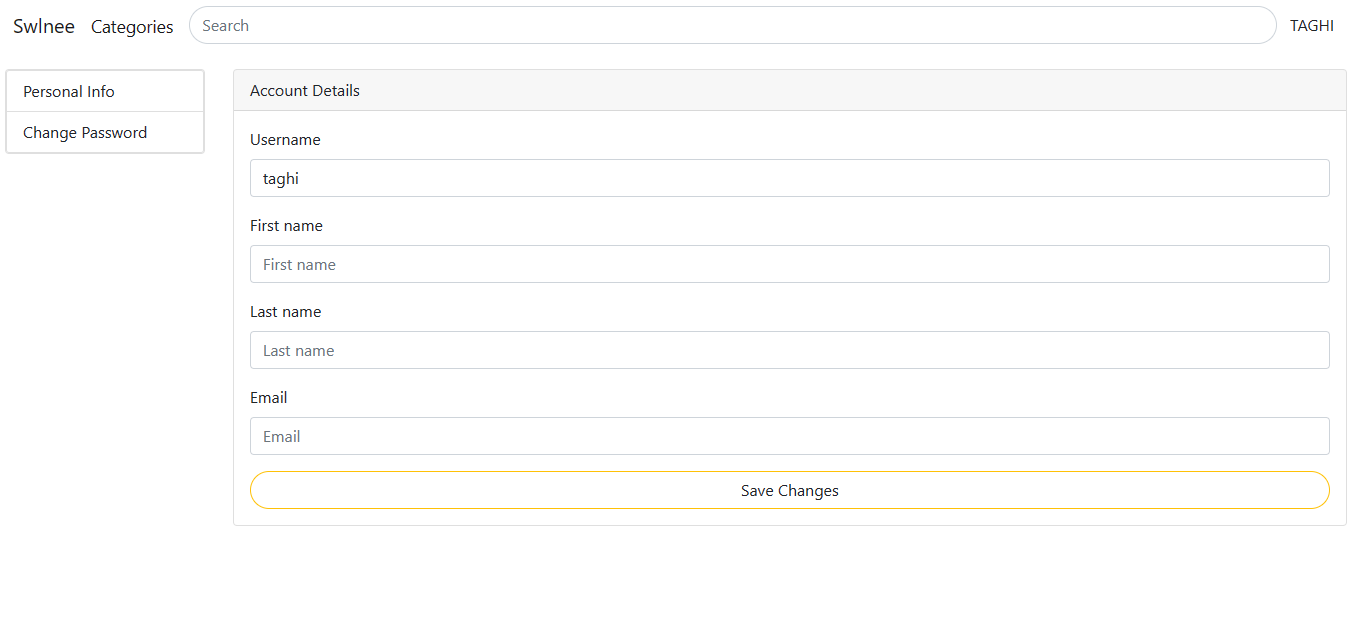 Swlnee Categories Search TAGHI
Personal Info
Change Password
Account Details
Username
taghi
First name
First name
Last name
Last name
Email
Email
Save Changes